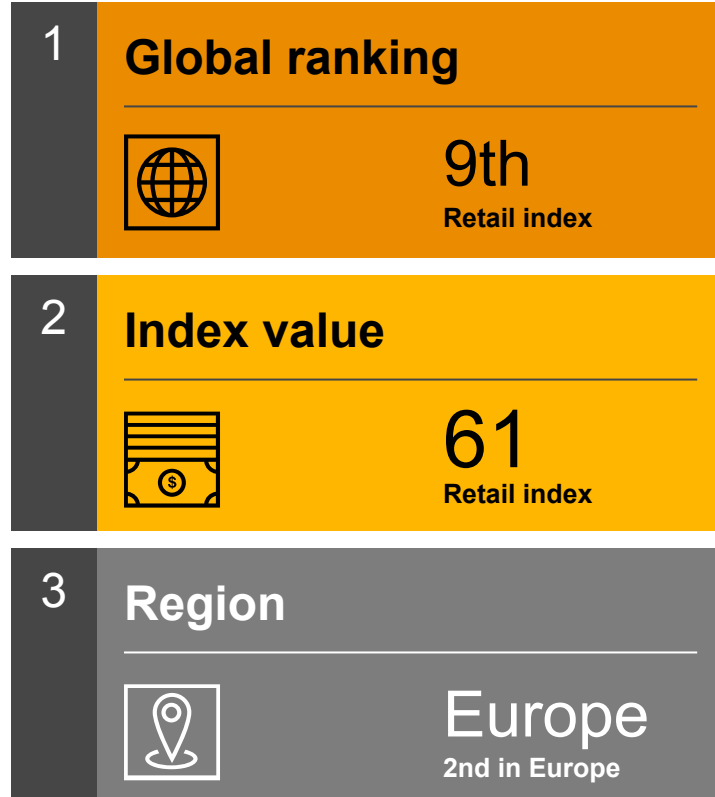 1
Global ranking
9th
Retail index
2
Index value
$
61
Retail index
3
Region
Europe
2nd in Europe